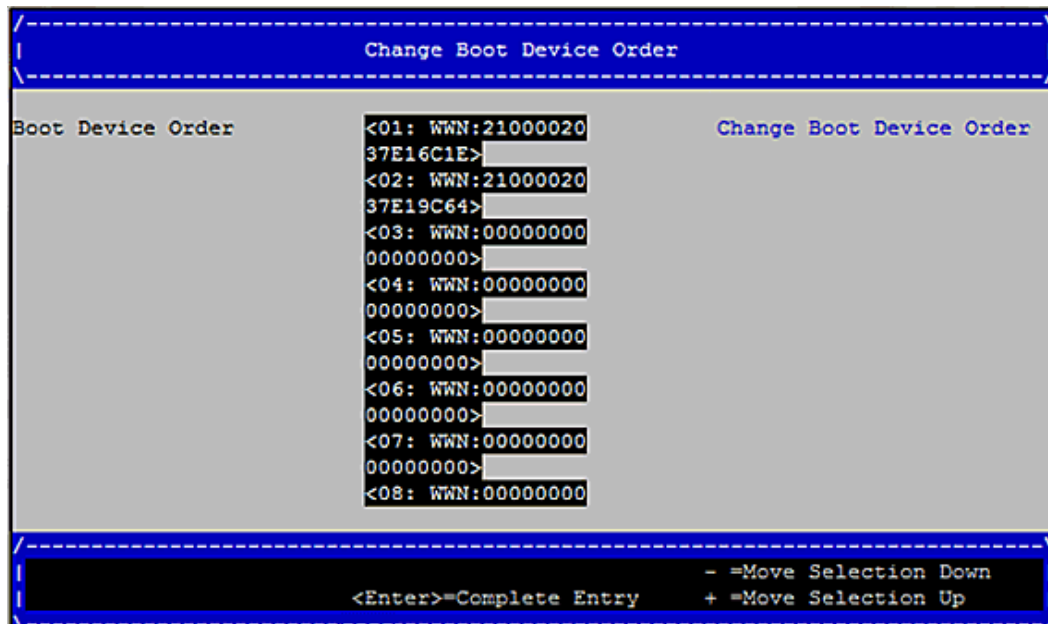 /------------------------------------------------------------------------------\
| Change Boot Device Order
\------------------------------------------------------------------------------/
Boot Device Order <01: WWN:21000020 Change Boot Device Order
37E16C1E>
<02: WWN:21000020
37E19C64>
<03: WWN:00000000
00000000>
<04: WWN:00000000
00000000>
<05: WWN:00000000
00000000>
<06: WWN:00000000
00000000>
<07: WWN:00000000
00000000>
<08: WWN:00000000
/------------------------------------------------------------------------------\
| - =Move Selection Down
| <Enter>=Complete Entry + =Move Selection Up
\------------------------------------------------------------------------------/